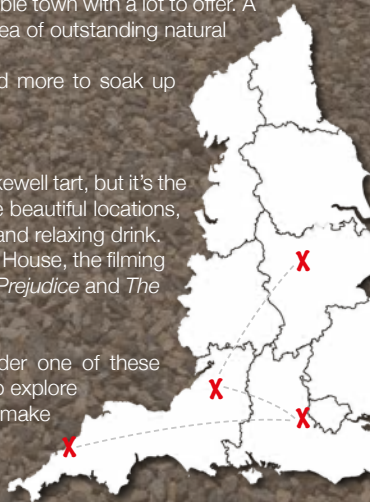 ble town with a lot to offer. A
ea of outstanding natural
d more to soak up
kewell tart, but it's the
e beautiful locations,
and relaxing drink.
House, the filming
Prejudice and The
der one of these
o explore
make
X
X
X
X